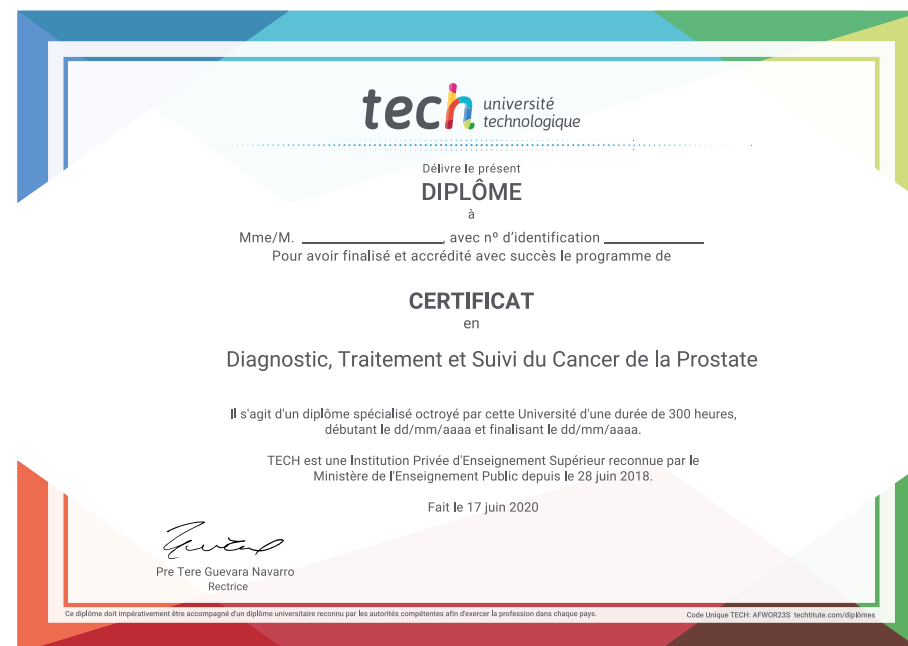 tech université
technologique
Délivre le présent
DIPLÔME
à
Mme/M. ____________________, avec nº d'identification ______________
Pour avoir finalisé et accrédité avec succès le programme de
CERTIFICAT
en
Diagnostic, Traitement et Suivi du Cancer de la Prostate
Il s'agit d'un diplôme spécialisé octroyé par cette Université d'une durée de 300 heures,
débutant le dd/mm/aaaa et finalisant le dd/mm/aaaa.
TECH est une Institution Privée d'Enseignement Supérieur reconnue par le
Ministère de l'Enseignement Public depuis le 28 juin 2018.
Fait le 17 juin 2020
Pre Tere Guevara Navarro
Rectrice
Ce diplôme doit impérativement être accompagné d'un diplôme universitaire reconnu par les autorités compétentes afin d'exercer la profession dans chaque pays.
Code Unique TECH: AFWOR23S techtitute.com/diplômes